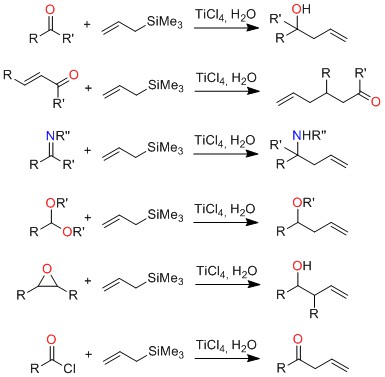 O R R' + SiMe3 TiCl4, H2O R' OH R
R O R' + SiMe3 TiCl4, H2O R R' O
NR" R R' + SiMe3 TiCl4, H2O R' NHR" R
OR' R OR' + SiMe3 TiCl4, H2O OR' R
O R R + SiMe3 TiCl4, H2O OH R R
O R Cl + SiMe3 TiCl4, H2O O R